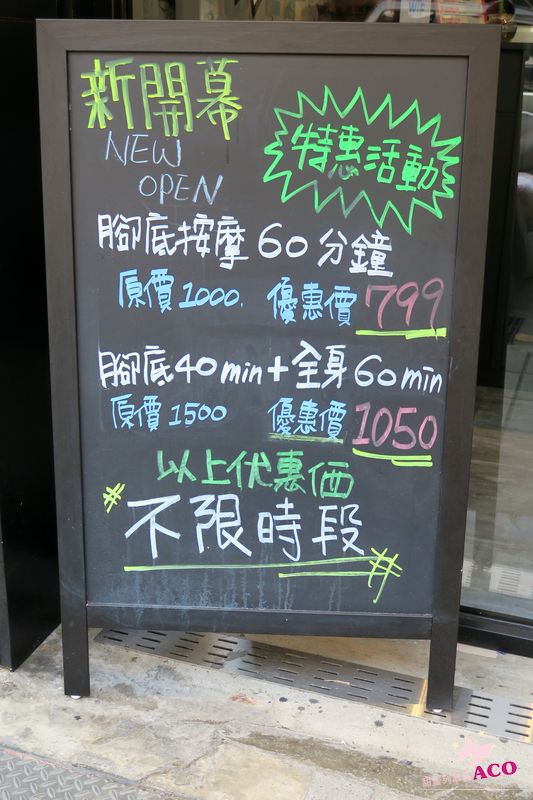 新開幕
NEW
OPEN
特惠活動
腳底按摩 60分鐘
原價1000. 優惠價 799
腳底40min+全身60min
原價1500 優惠價 1050
以上优惠価
#不限時段#
ACO